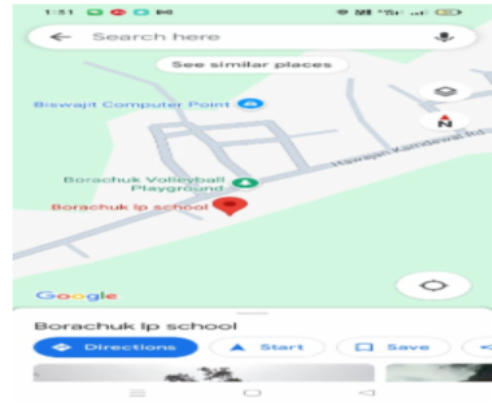 1:51
Search here
See similar places
Biswajit Computer Point
N
Borachuk Volleyball
Playground
Borachuk lp school
Google
Borachuk lp school
Directions
Start
Save